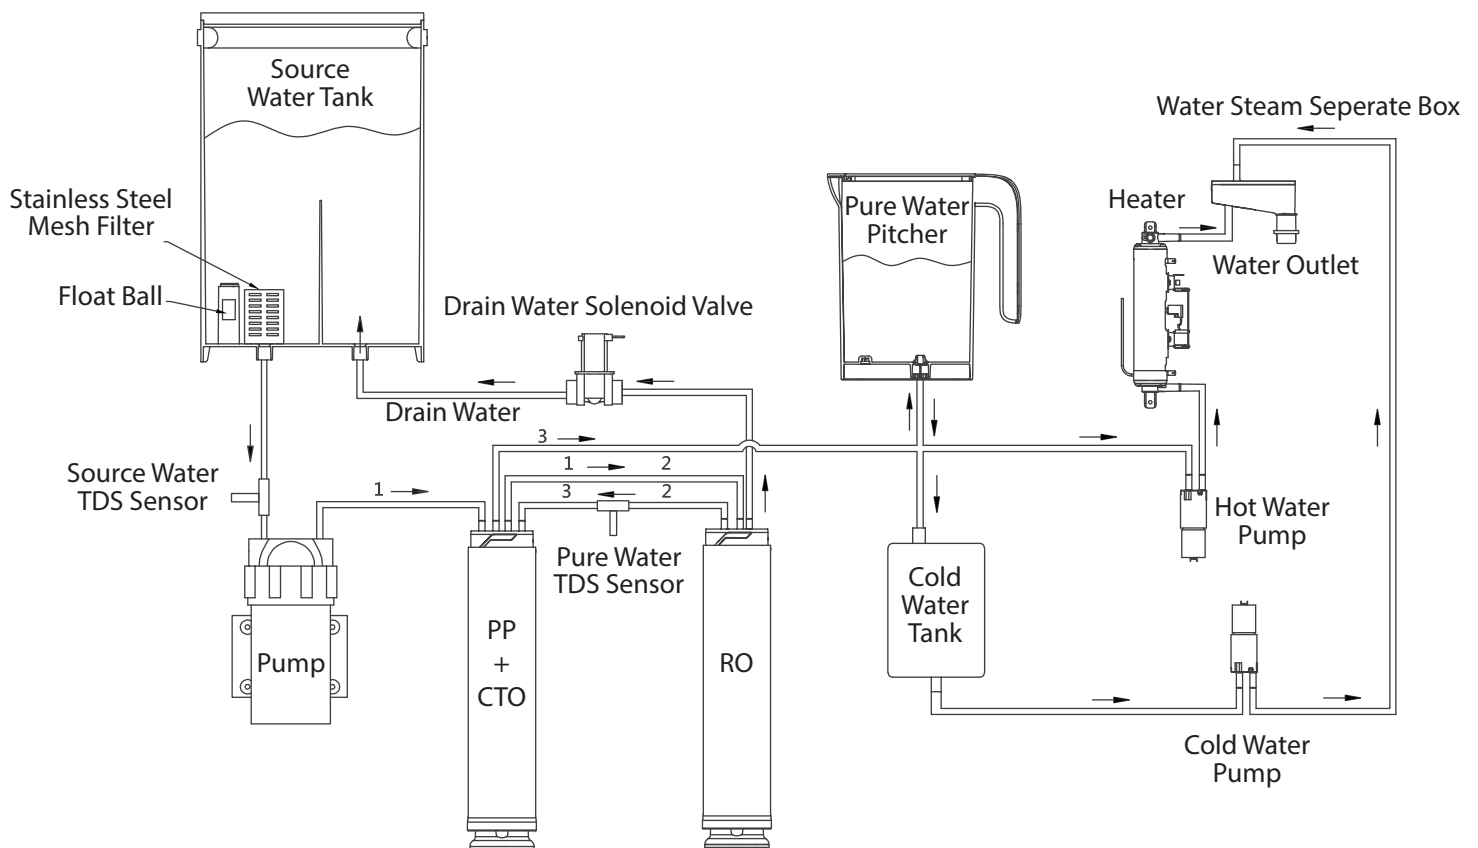 Source
Water Tank
Water Steam Seperate Box
Stainless Steel
Mesh Filter
Heater
Pure Water
Pitcher
Water Outlet
Float Ball
Drain Water Solenoid Valve
Drain Water
3
1 2
3 2
Source Water
TDS Sensor
1
Hot Water
Pump
Pure Water
TDS Sensor
Cold
Water
Tank
Pump
PP
+
CTO
RO
Cold Water
Pump